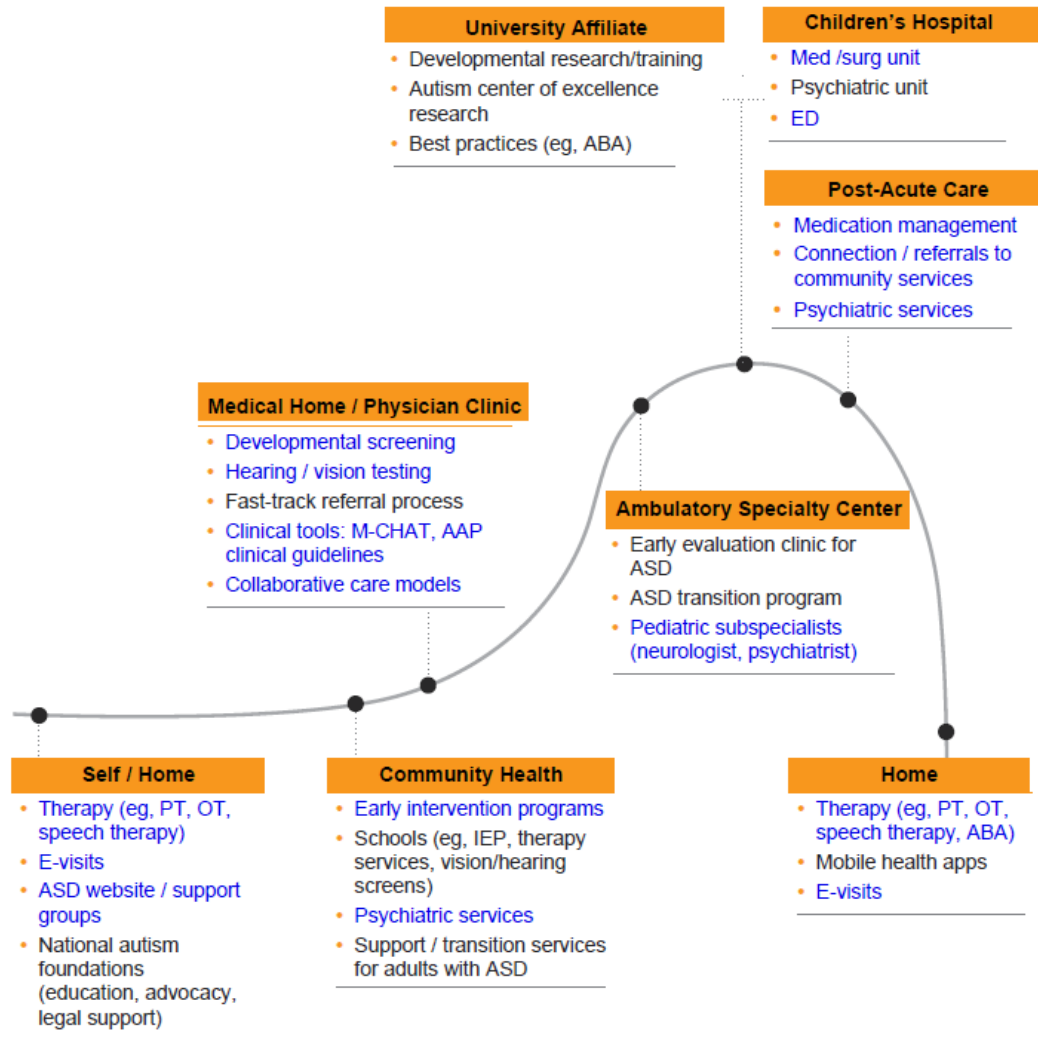 University Affiliate
• Developmental research/training
• Autism center of excellence
research
• Best practices (eg, ABA)
Children's Hospital
• Med /surg unit
• Psychiatric unit
• ED
Post-Acute Care
• Medication management
• Connection / referrals to
community services
• Psychiatric services
Medical Home / Physician Clinic
• Developmental screening
• Hearing / vision testing
• Fast-track referral process
• Clinical tools: M-CHAT, AAP
clinical guidelines
• Collaborative care models
Ambulatory Specialty Center
• Early evaluation clinic for
ASD
• ASD transition program
• Pediatric subspecialists
(neurologist, psychiatrist)
Self / Home
• Therapy (eg, PT, OT,
speech therapy)
• E-visits
• ASD website / support
groups
• National autism
foundations
(education, advocacy,
legal support)
Community Health
• Early intervention programs
• Schools (eg, IEP, therapy
services, vision/hearing
screens)
• Psychiatric services
• Support / transition services
for adults with ASD
Home
• Therapy (eg, PT, OT,
speech therapy, ABA)
• Mobile health apps
• E-visits